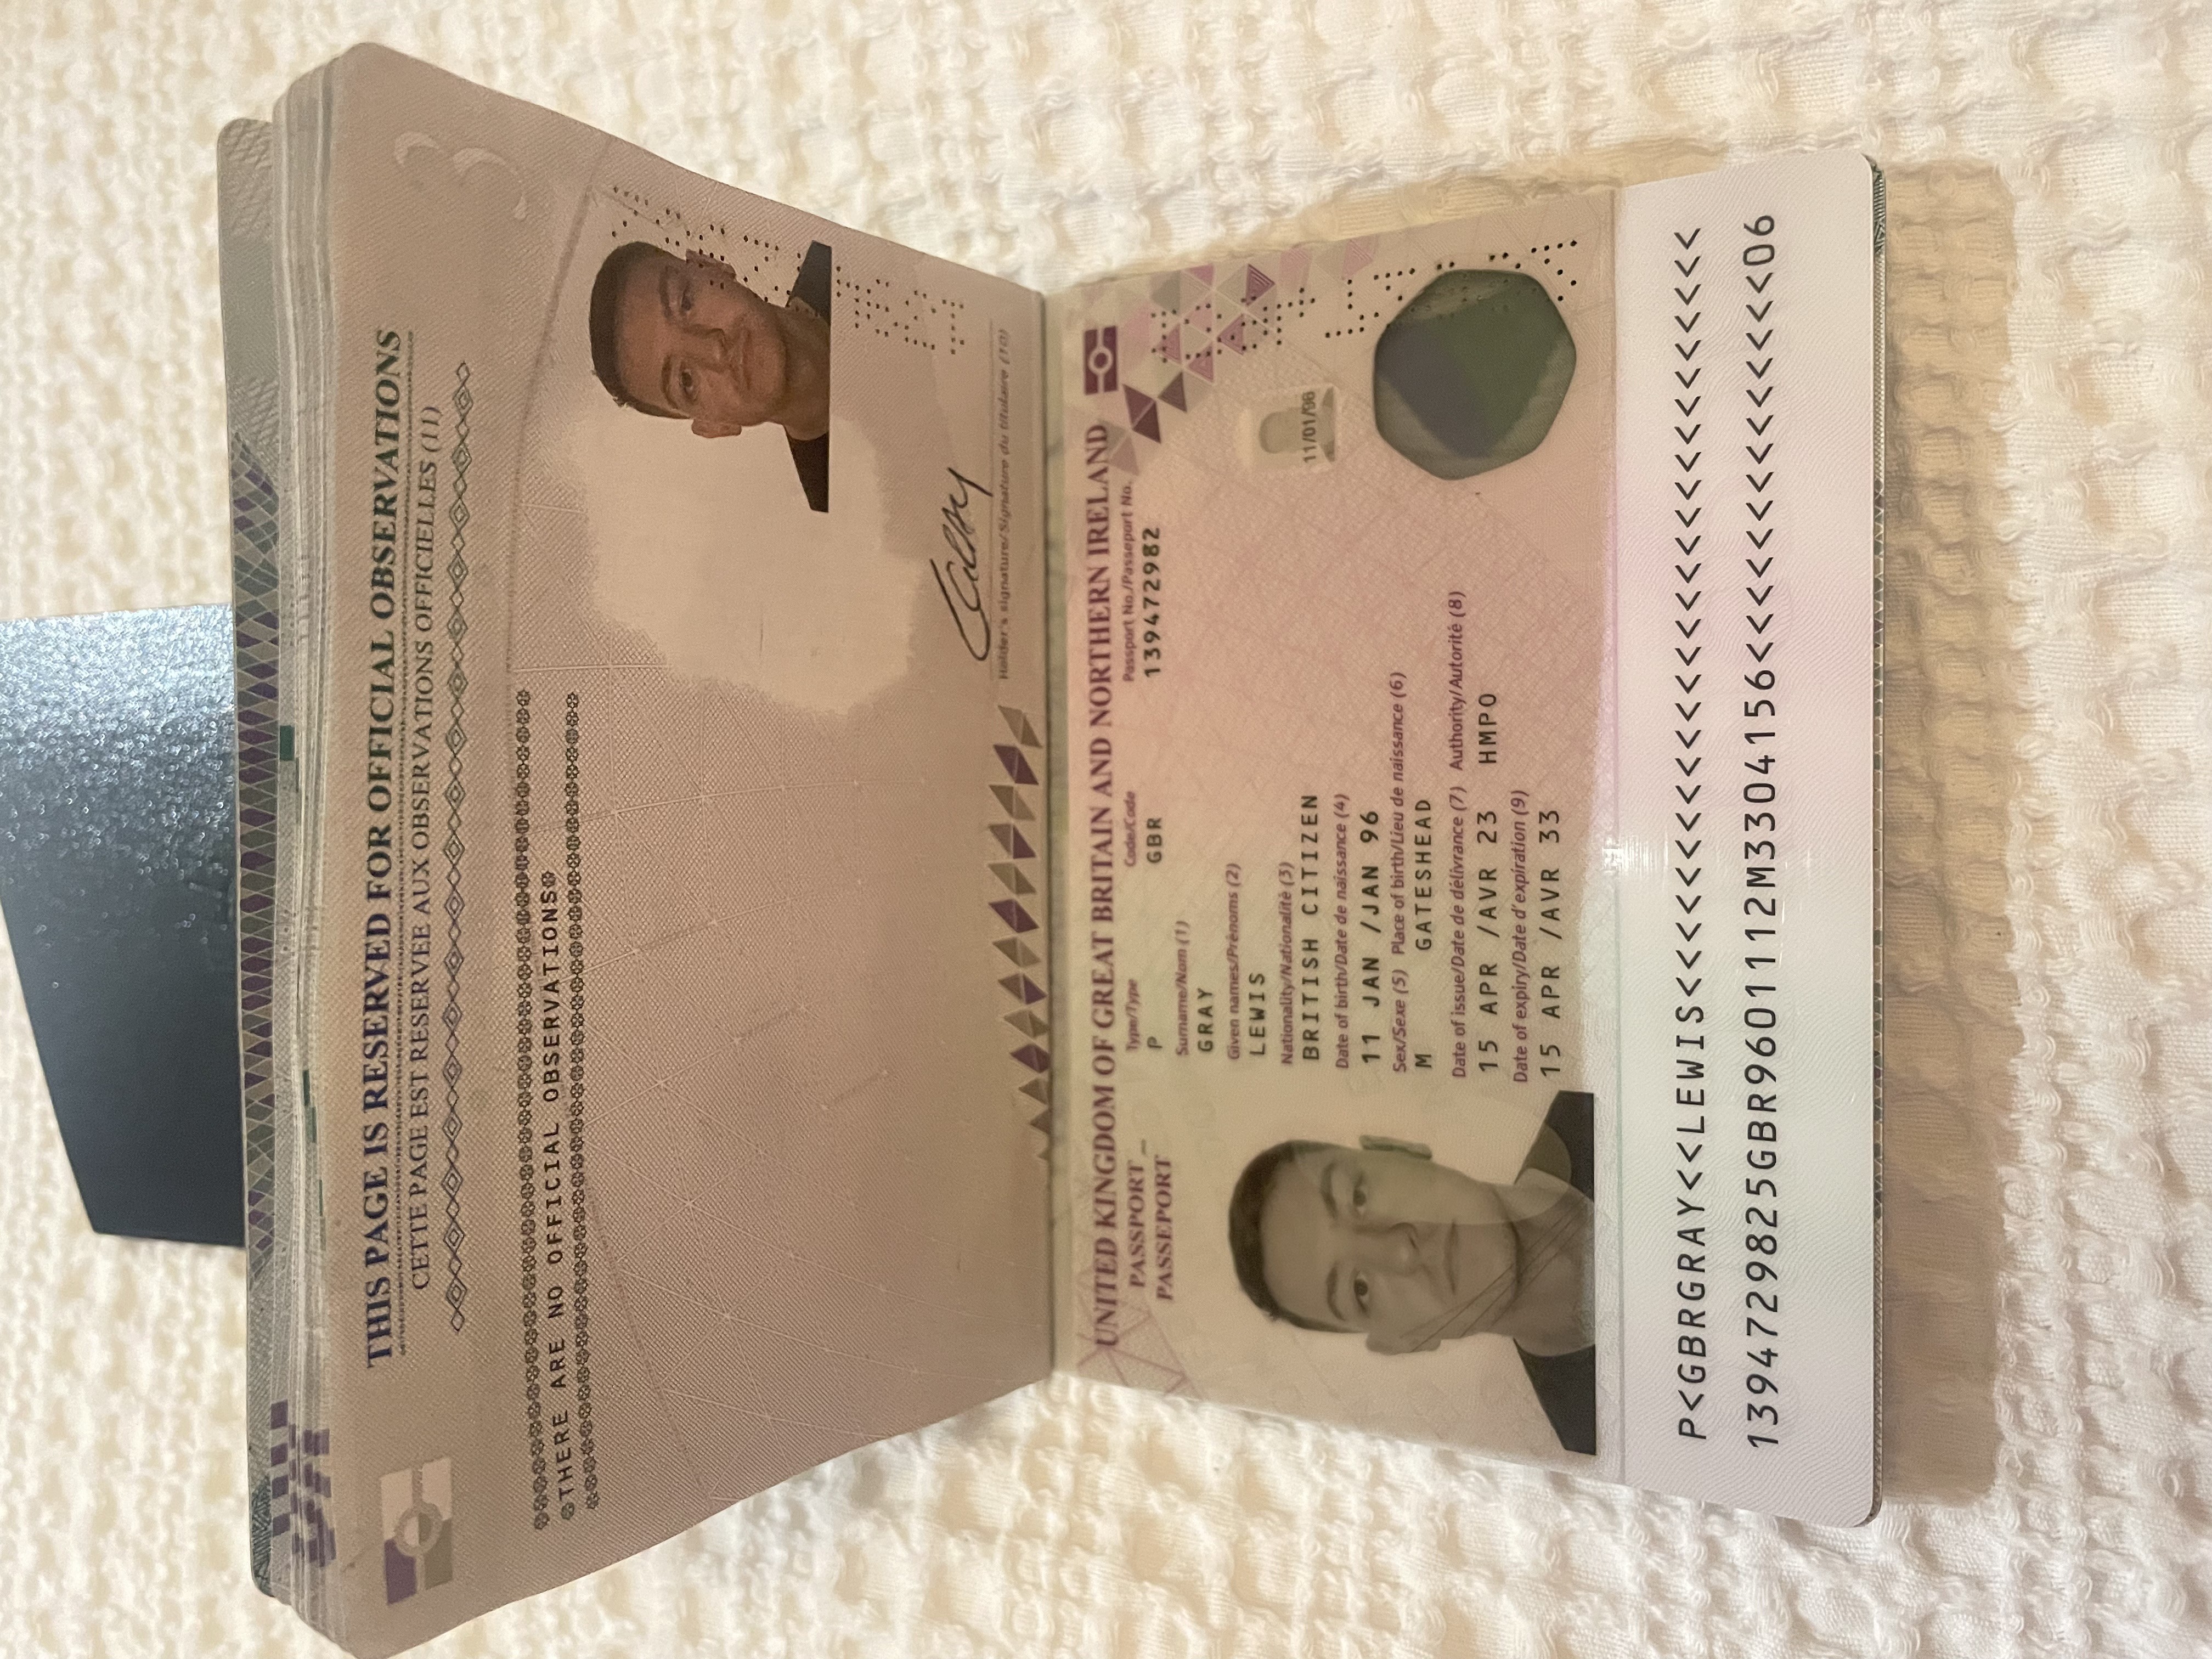 THIS PAGE IS RESERVED FOR OFFICIAL OBSERVATIONS
CETTE PAGE EST RESERVEE AUX OBSERVATIONS OFFICIELLES (11)
THERE ARE NO OFFICIAL OBSERVATIONS
Holder's signature/Signature du titulaire (10)
UNITED KINGDOM OF GREAT BRITAIN AND NORTHERN IRELAND
PASSPORT
PASSEPORT
Type/Type Code/Code Passport No./Passeport No.
P GBR 139472982
Surname/Nom (1)
GRAY
Given names/Prénoms (2)
LEWIS
Nationality/Nationalité (3)
BRITISH CITIZEN
Date of birth/Date de naissance (4)
11 JAN /JAN 96
Sex/Sexe (5) Place of birth/Lieu de naissance (6)
M GATESHEAD
Date of issue/Date de délivrance (7) Authority/Autorité (8)
15 APR /AVR 23 HMPO
Date of expiry/Date d'expiration (9)
15 APR /AVR 33
11/01/06
P<GBRGRAY<<LEWIS<<<<<<<<<<<<<<<<<<<<<<<<<<<<
1394729825GBR9601112M3304156<<<<<<<<<<<<<<06